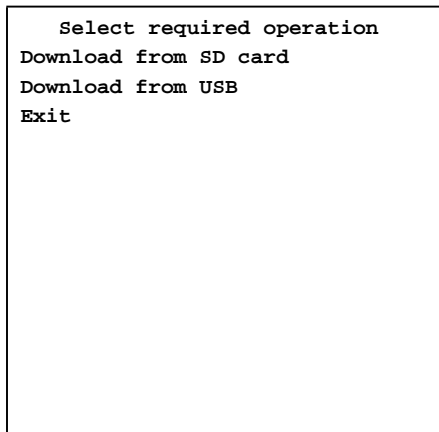 Select required operation
Download from SD card
Download from USB
Exit